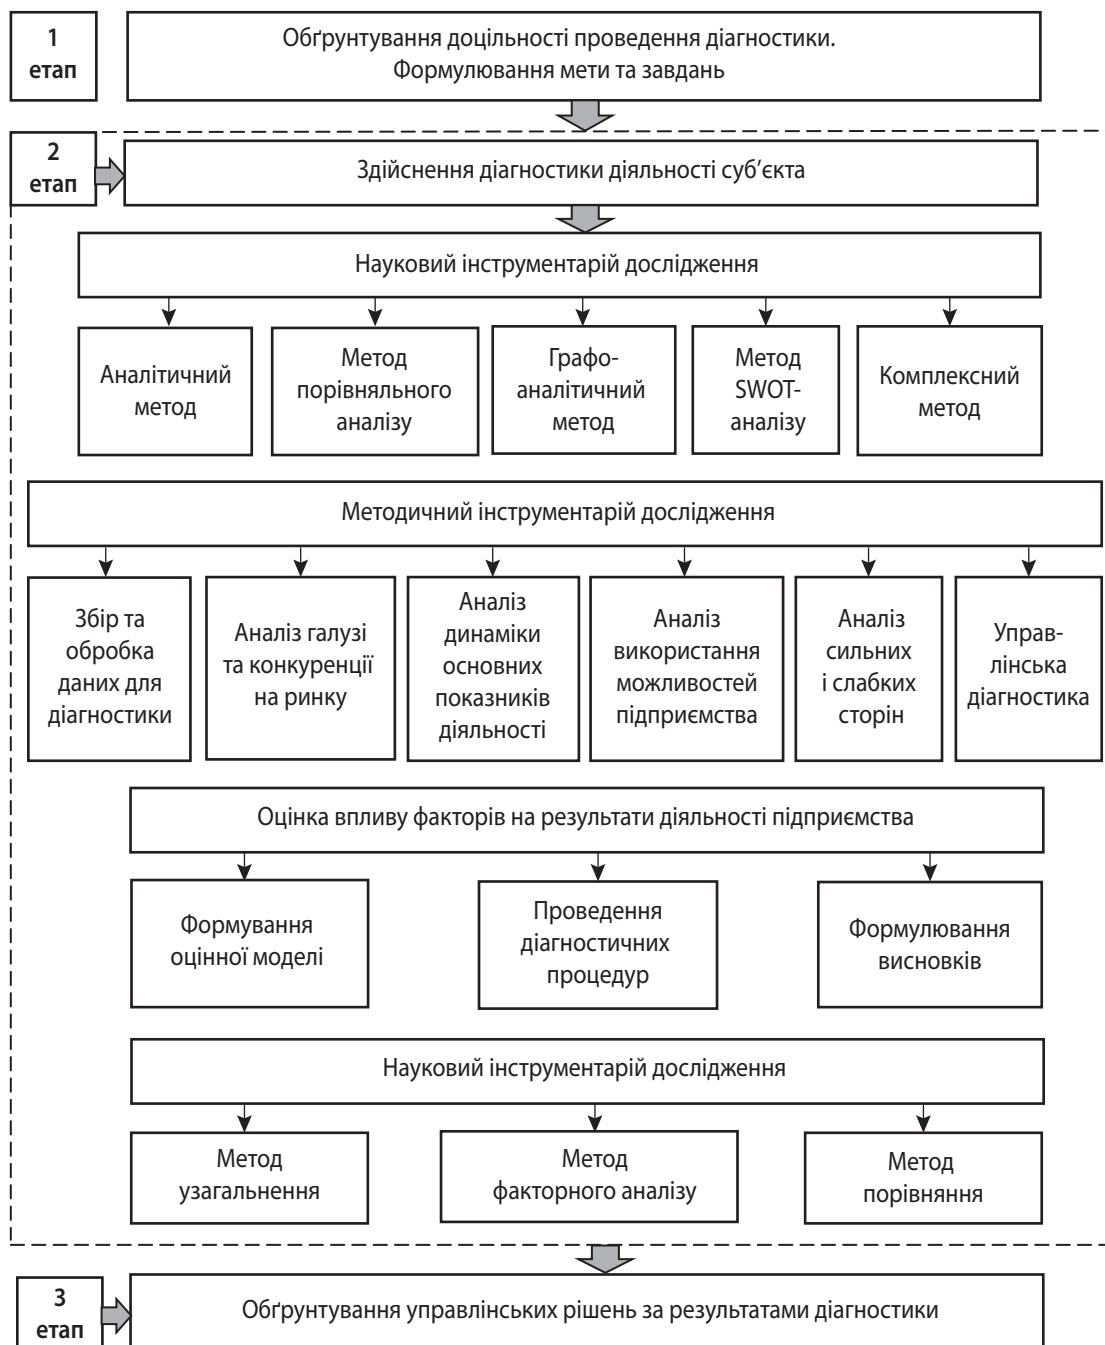 1
етап
Обґрунтування доцільності проведення діагностики.
Формулювання мети та завдань
2
етап
Здійснення діагностики діяльності суб’єкта
Науковий інструментарій дослідження
Аналітичний
метод
Метод
порівняльного
аналізу
Графо-
аналітичний
метод
Метод
SWOT-
аналізу
Комплексний
метод
Методичний інструментарій дослідження
Збір та
обробка
даних для
діагностики
Аналіз галузі
та конкуренції
на ринку
Аналіз
динаміки
основних
показників
діяльності
Аналіз
використання
можливостей
підприємства
Аналіз
сильних
і слабких
сторін
Управ-
лінська
діагностика
Оцінка впливу факторів на результати діяльності підприємства
Формування
оцінної моделі
Проведення
діагностичних
процедур
Формулювання
висновків
Науковий інструментарій дослідження
Метод
узагальнення
Метод
факторного аналізу
Метод
порівняння
3
етап
Обґрунтування управлінських рішень за результатами діагностики